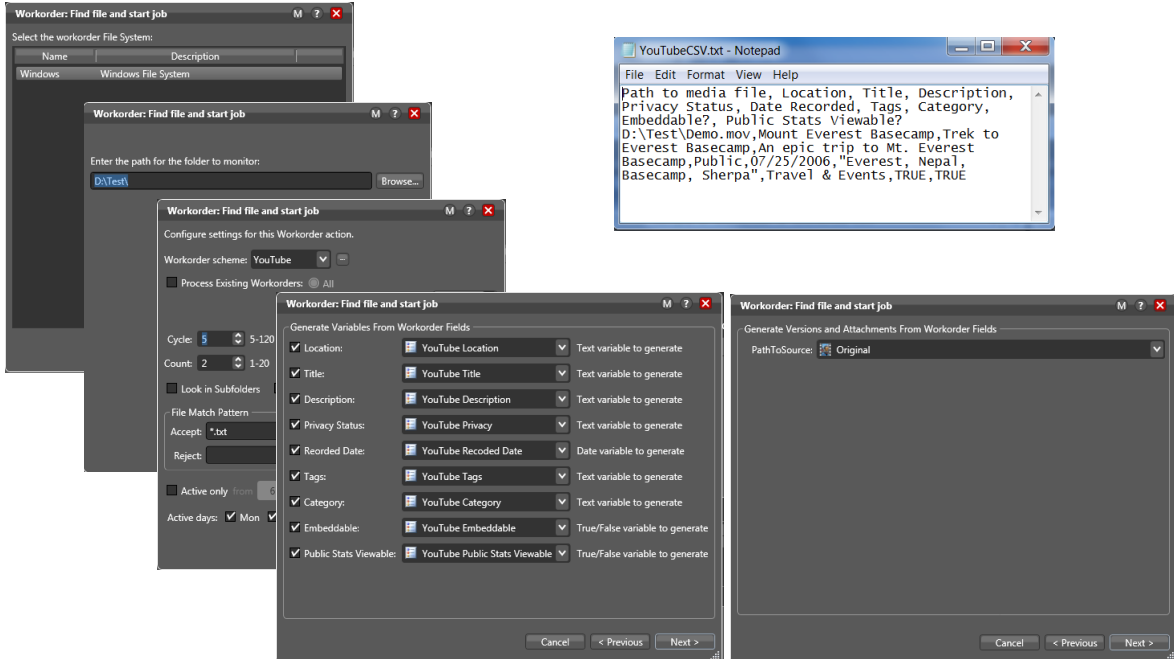 Workorder: Find file and start job M ?
Select the workorder File System:
Name Description
Windows Windows File System
Workorder: Find file and start job M ?
Enter the path for the folder to monitor:
D:\Test\ Browse...
Workorder: Find file and start job M ?
Configure settings for this Workorder action.
Workorder scheme: YouTube
Process Existing Workorders: All
Cycle: 5 5-120
Count: 2 1-20
Look in Subfolders
File Match Pattern
Accept: *.txt
Reject:
Active only from 6
Active days: Mon
Workorder: Find file and start job M ?
Generate Variables From Workorder Fields
Location: YouTube Location Text variable to generate
Title: YouTube Title Text variable to generate
Description: YouTube Description Text variable to generate
Privacy Status: YouTube Privacy Text variable to generate
Reorded Date: YouTube Recoded Date Date variable to generate
Tags: YouTube Tags Text variable to generate
Category: YouTube Category Text variable to generate
Embeddable: YouTube Embeddable True/False variable to generate
Public Stats Viewable: YouTube Public Stats Viewable True/False variable to generate
Cancel < Previous Next >
YouTubeCSV.txt - Notepad
File Edit Format View Help
Path to media file, Location, Title, Description,
Privacy Status, Date Recorded, Tags, Category,
Embeddable?, Public Stats Viewable?
D:\Test\Demo.mov,Mount Everest Basecamp,Trek to
Everest Basecamp,An epic trip to Mt. Everest
Basecamp,Public,07/25/2006,"Everest, Nepal,
Basecamp, Sherpa",Travel & Events,TRUE,TRUE
Workorder: Find file and start job M ?
Generate Versions and Attachments From Workorder Fields
PathToSource: Original
Cancel < Previous Next >